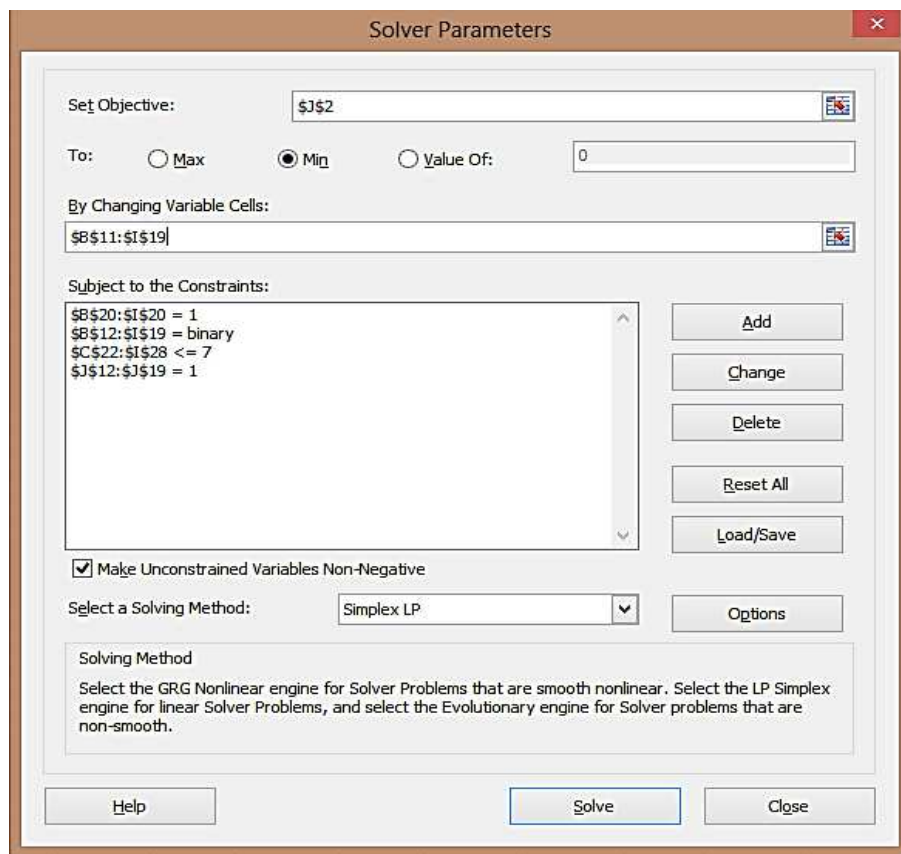 Solver Parameters
Set Objective: $J$2
To: Max Min Value Of: 0
By Changing Variable Cells:
$B$11:$I$19
Subject to the Constraints:
$B$20:$I$20 = 1
$B$12:$I$19 = binary
$C$22:$I$28 <= 7
$J$12:$J$19 = 1
Add
Change
Delete
Reset All
Load/Save
Make Unconstrained Variables Non-Negative
Select a Solving Method: Simplex LP Options
Solving Method
Select the GRG Nonlinear engine for Solver Problems that are smooth nonlinear. Select the LP Simplex
engine for linear Solver Problems, and select the Evolutionary engine for Solver problems that are
non-smooth.
Help Solve Close